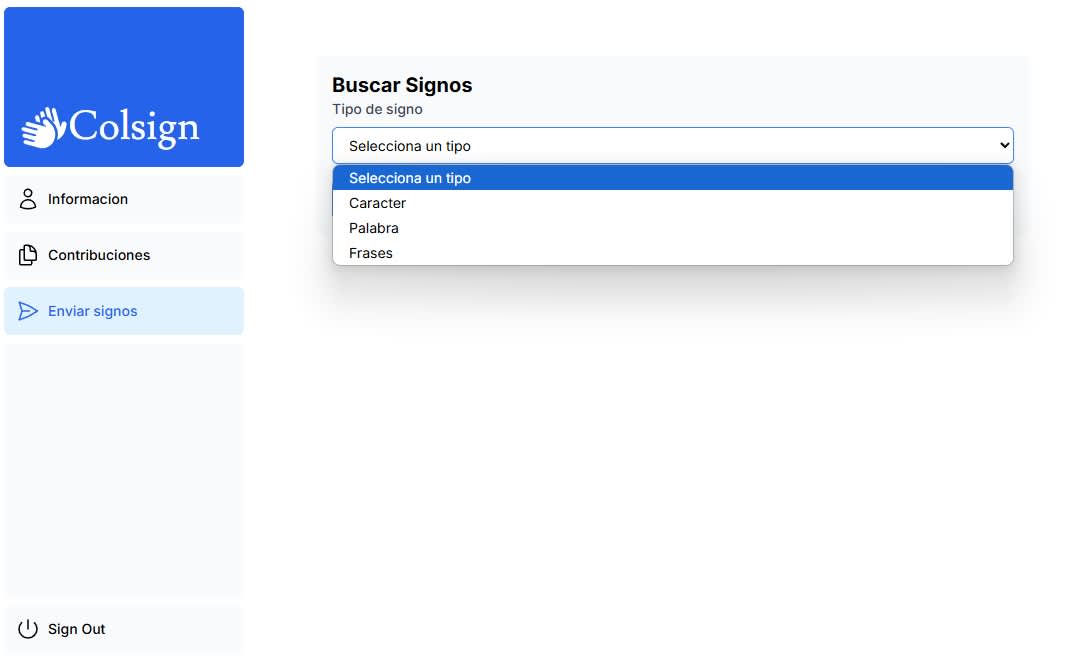 Colsign
Informacion
Contribuciones
Enviar signos
Sign Out
Buscar Signos
Tipo de signo
Selecciona un tipo
Selecciona un tipo
Caracter
Palabra
Frases